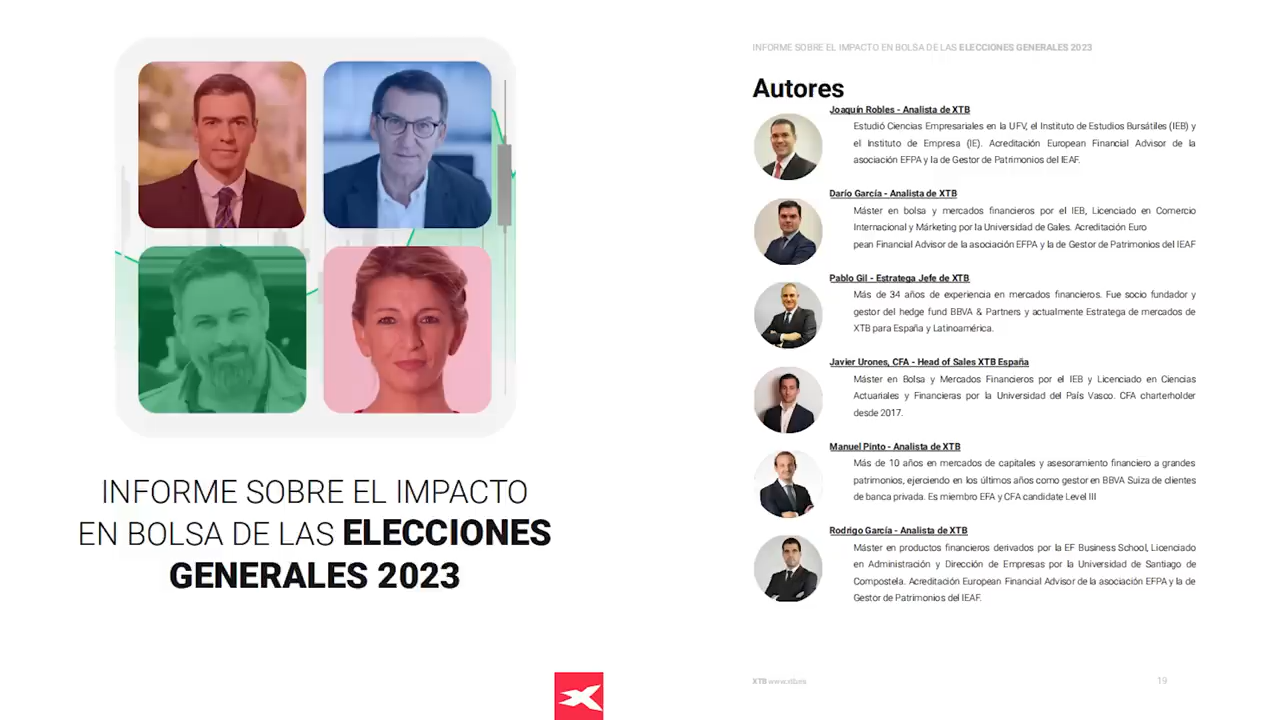 INFORME SOBRE EL IMPACTO
EN BOLSA DE LAS ELECCIONES
GENERALES 2023
INFORME SOBRE EL IMPACTO EN BOLSA DE LAS ELECCIONES GENERALES 2023
Autores
Joaquín Robles - Analista de XTB
Estudió Ciencias Empresariales en la UFV, el Instituto de Estudios Bursátiles (IEB) y
el Instituto de Empresa (IE). Acreditación European Financial Advisor de la
asociación EFPA y la de Gestor de Patrimonios del IEAF.
Darío García - Analista de XTB
Máster en bolsa y mercados financieros por el IEB, Licenciado en Comercio
Internacional y Márketing por la Universidad de Gales. Acreditación Euro
pean Financial Advisor de la asociación EFPA y la de Gestor de Patrimonios del IEAF
Pablo Gil - Estratega Jefe de XTB
Más de 34 años de experiencia en mercados financieros. Fue socio fundador y
gestor del hedge fund BBVA & Partners y actualmente Estratega de mercados de
XTB para España y Latinoamérica.
Javier Urones, CFA - Head of Sales XTB España
Máster en Bolsa y Mercados Financieros por el IEB y Licenciado en Ciencias
Actuariales y Financieras por la Universidad del País Vasco. CFA charterholder
desde 2017.
Manuel Pinto - Analista de XTB
Más de 10 años en mercados de capitales y asesoramiento financiero a grandes
patrimonios, ejerciendo en los últimos años como gestor en BBVA Suiza de clientes
de banca privada. Es miembro EFA y CFA candidate Level III
Rodrigo García - Analista de XTB
Máster en productos financieros derivados por la EF Business School, Licenciado
en Administración y Dirección de Empresas por la Universidad de Santiago de
Compostela. Acreditación European Financial Advisor de la asociación EFPA y la de
Gestor de Patrimonios del IEAF.
XTB
19